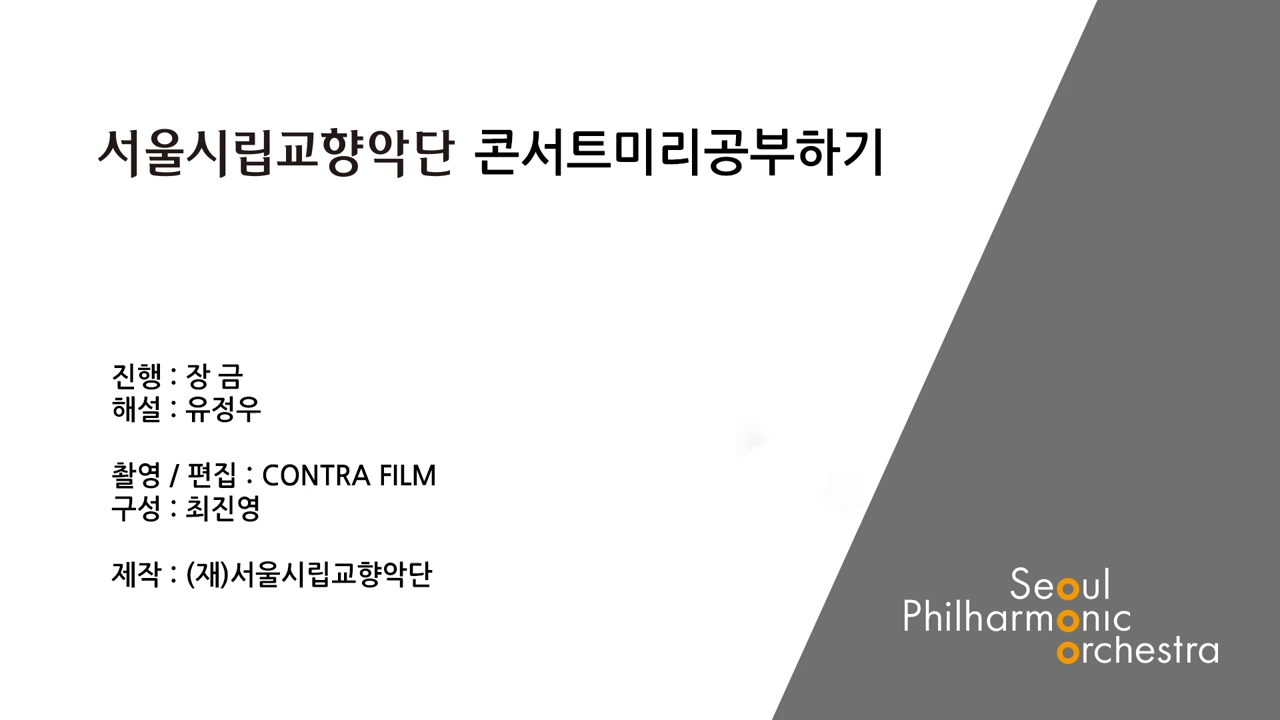 서울시립교향악단 콘서트미리공부하기
진행 : 장 금
해설 : 유정우
촬영 / 편집 : CONTRA FILM
구성 : 최진영
제작 : (재)서울시립교향악단
Seoul
Philharmonic
orchestra